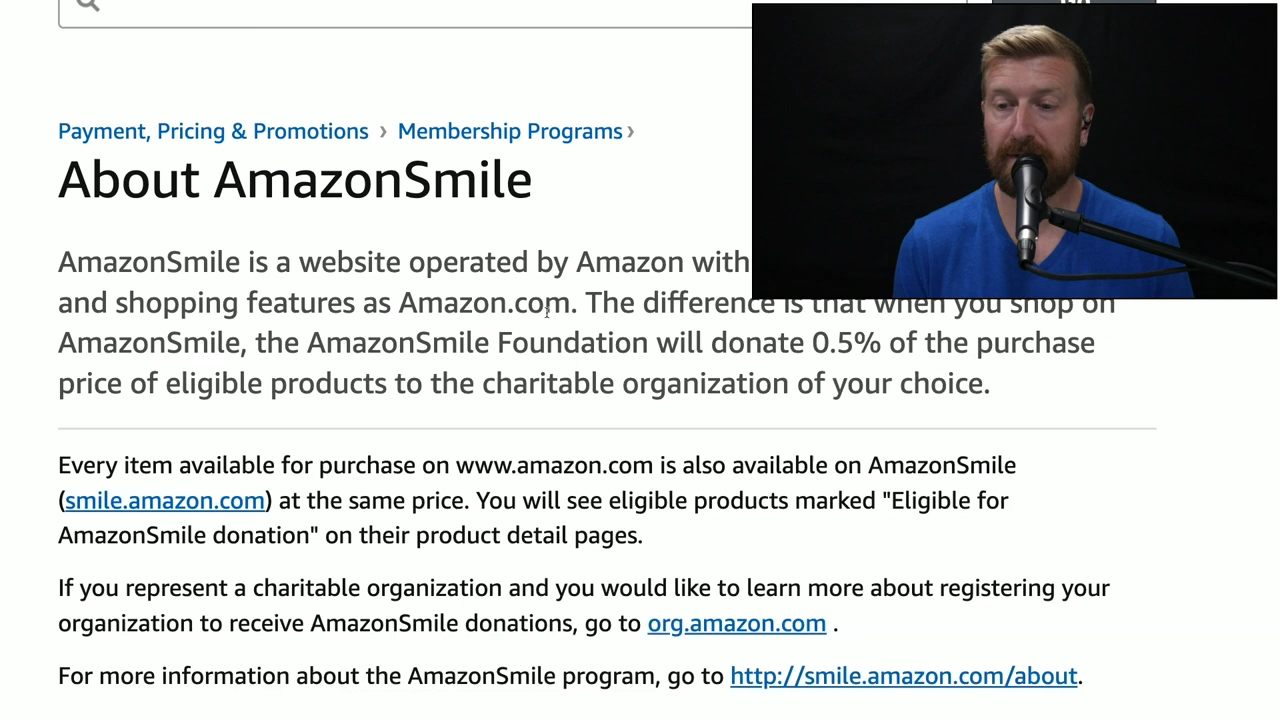 Payment, Pricing & Promotions › Membership Programs ›
About AmazonSmile
AmazonSmile is a website operated by Amazon with
and shopping features as Amazon.com. The difference is that when you shop on
AmazonSmile, the AmazonSmile Foundation will donate 0.5% of the purchase
price of eligible products to the charitable organization of your choice.
Every item available for purchase on www.amazon.com is also available on AmazonSmile
(smile.amazon.com) at the same price. You will see eligible products marked "Eligible for
AmazonSmile donation" on their product detail pages.
If you represent a charitable organization and you would like to learn more about registering your
organization to receive AmazonSmile donations, go to org.amazon.com .
For more information about the AmazonSmile program, go to http://smile.amazon.com/about.